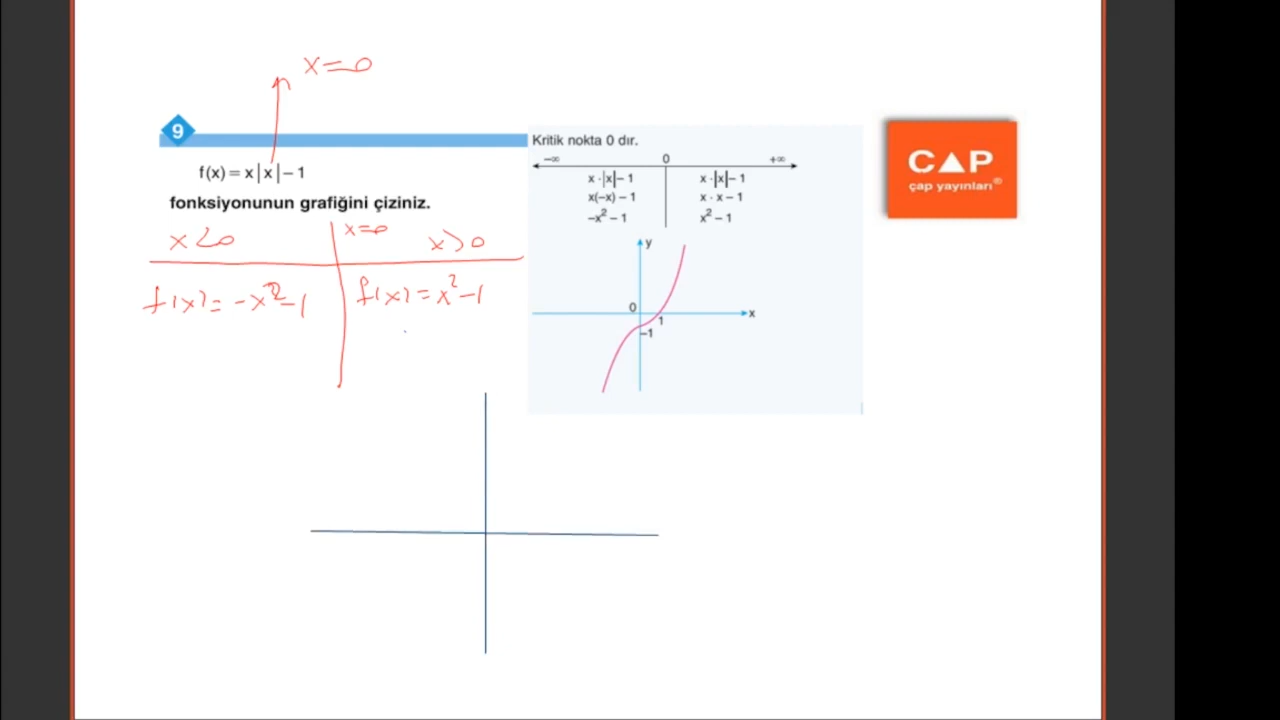 x=0
9
f(x) = x|x| – 1
fonksiyonunun grafiğini çiziniz.
x<0 x=0 x>0
f(x)= -x²-1 f(x)= x²-1
Kritik nokta 0 dır.
–∞ 0 +∞
x·|x|– 1 x·|x|– 1
x(–x) – 1 x · x – 1
–x² – 1 x² – 1
y
0
1
x
–1
CAP
çap yayınları®